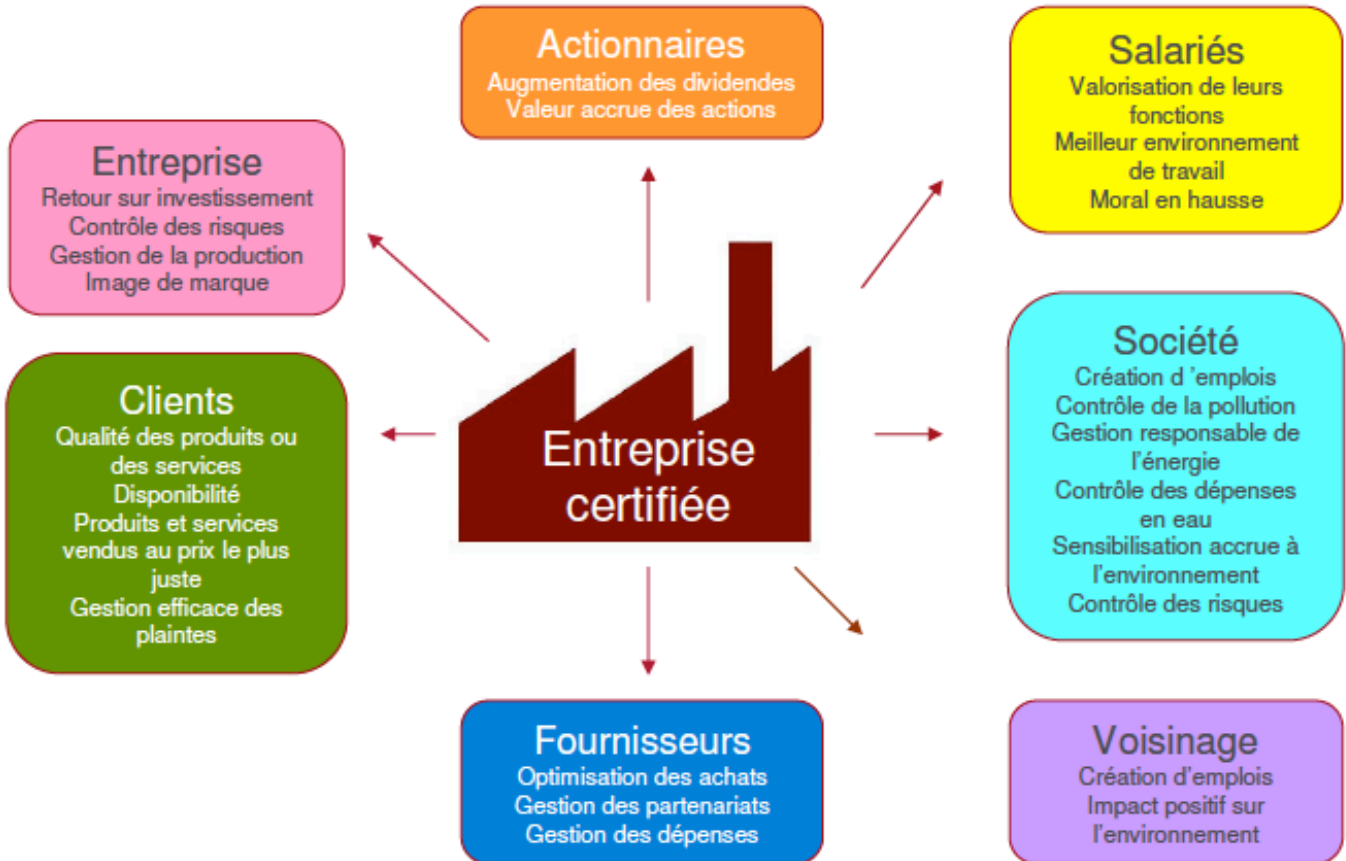 Actionnaires
Augmentation des dividendes
Valeur accrue des actions
Salariés
Valorisation de leurs
fonctions
Meilleur environnement
de travail
Moral en hausse
Entreprise
Retour sur investissement
Contrôle des risques
Gestion de la production
Image de marque
Clients
Qualité des produits ou
des services
Disponibilité
Produits et services
vendus au prix le plus
juste
Gestion efficace des
plaintes
Entreprise
certifiée
Société
Création d 'emplois
Contrôle de la pollution
Gestion responsable de
l'énergie
Contrôle des dépenses
en eau
Sensibilisation accrue à
l'environnement
Contrôle des risques
Fournisseurs
Optimisation des achats
Gestion des partenariats
Gestion des dépenses
Voisinage
Création d'emplois
Impact positif sur
l'environnement